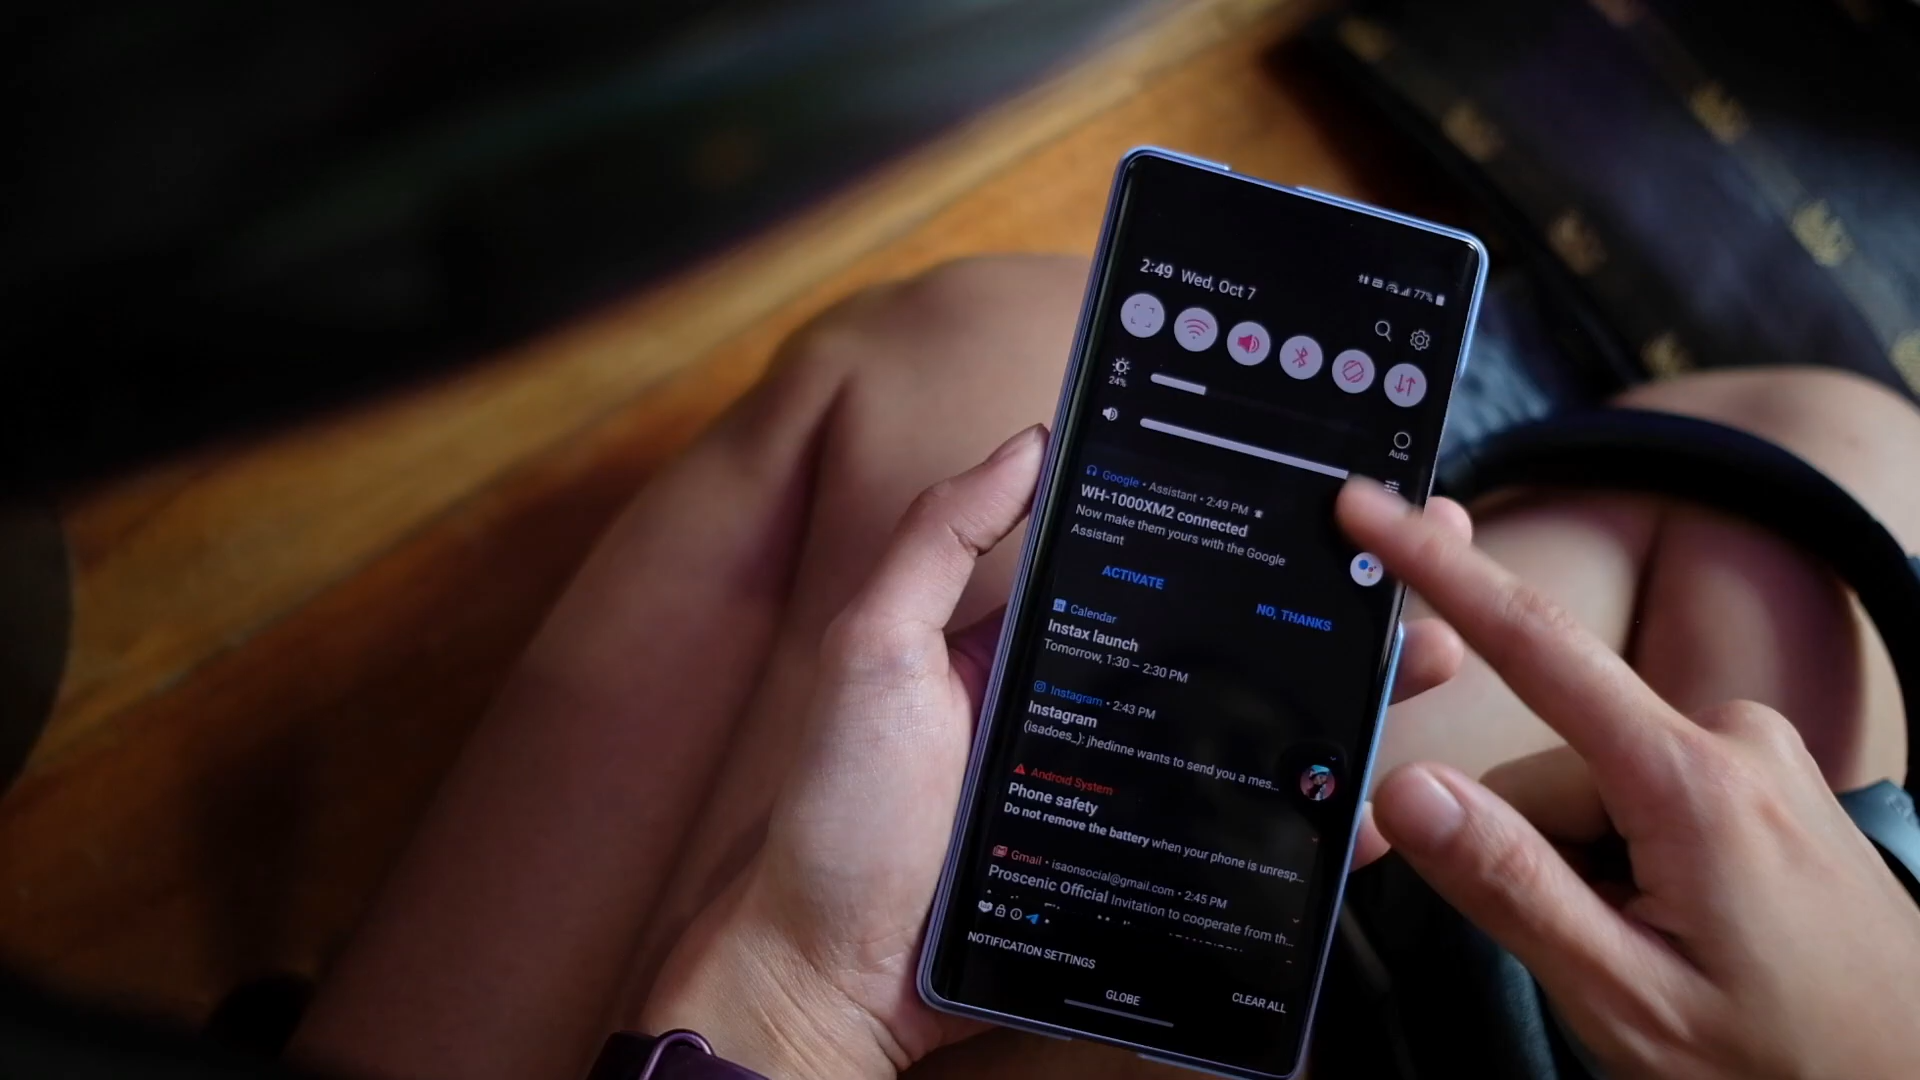 2:49 Wed, Oct 7
77%
24%
Auto
Google • Assistant • 2:49 PM
WH-1000XM2 connected
Now make them yours with the Google
Assistant
ACTIVATE
NO, THANKS
31 Calendar
Instax launch
Tomorrow, 1:30 – 2:30 PM
Instagram • 2:43 PM
Instagram
(isadoes_): jhedinne wants to send you a mes...
Android System
Phone safety
Do not remove the battery when your phone is unresp...
Gmail • isaonsocial@gmail.com • 2:45 PM
Proscenic Official Invitation to cooperate from th...
NOTIFICATION SETTINGS
GLOBE
CLEAR ALL